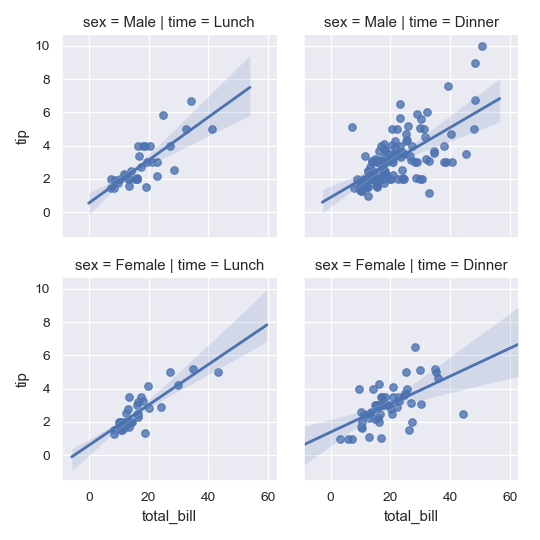 sex = Male | time = Lunch
sex = Male | time = Dinner
10
8
6
4
2
0
tip
sex = Female | time = Lunch
sex = Female | time = Dinner
10
8
6
4
2
0
tip
0 20 40 60
0 20 40 60
total_bill
total_bill